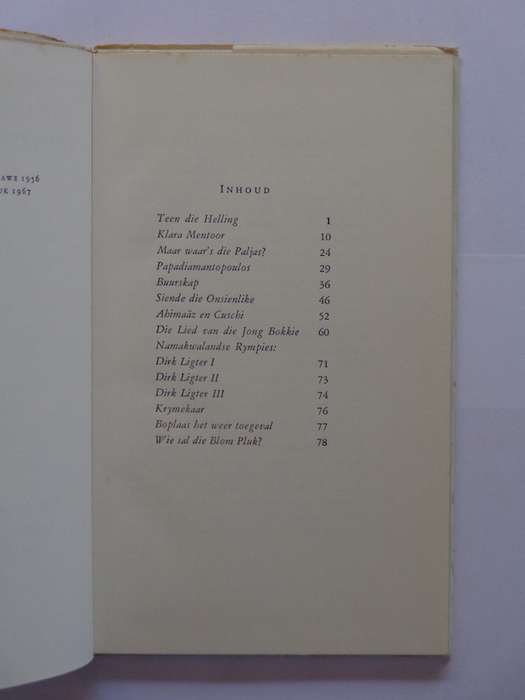 1956
1967
INHOUD
Teen die Helling 1
Klara Mentoor 10
Maar waar's die Paljas? 24
Papadiamantopoulos 29
Buurskap 36
Siende die Onsienlike 46
Ahimaäz en Cuschi 52
Die Lied van die Jong Bokkie 60
Namakwalandse Rympies:
Dirk Ligter I 71
Dirk Ligter II 73
Dirk Ligter III 74
Krymekaar 76
Boplaas het weer toegeval 77
Wie sal die Blom Pluk? 78